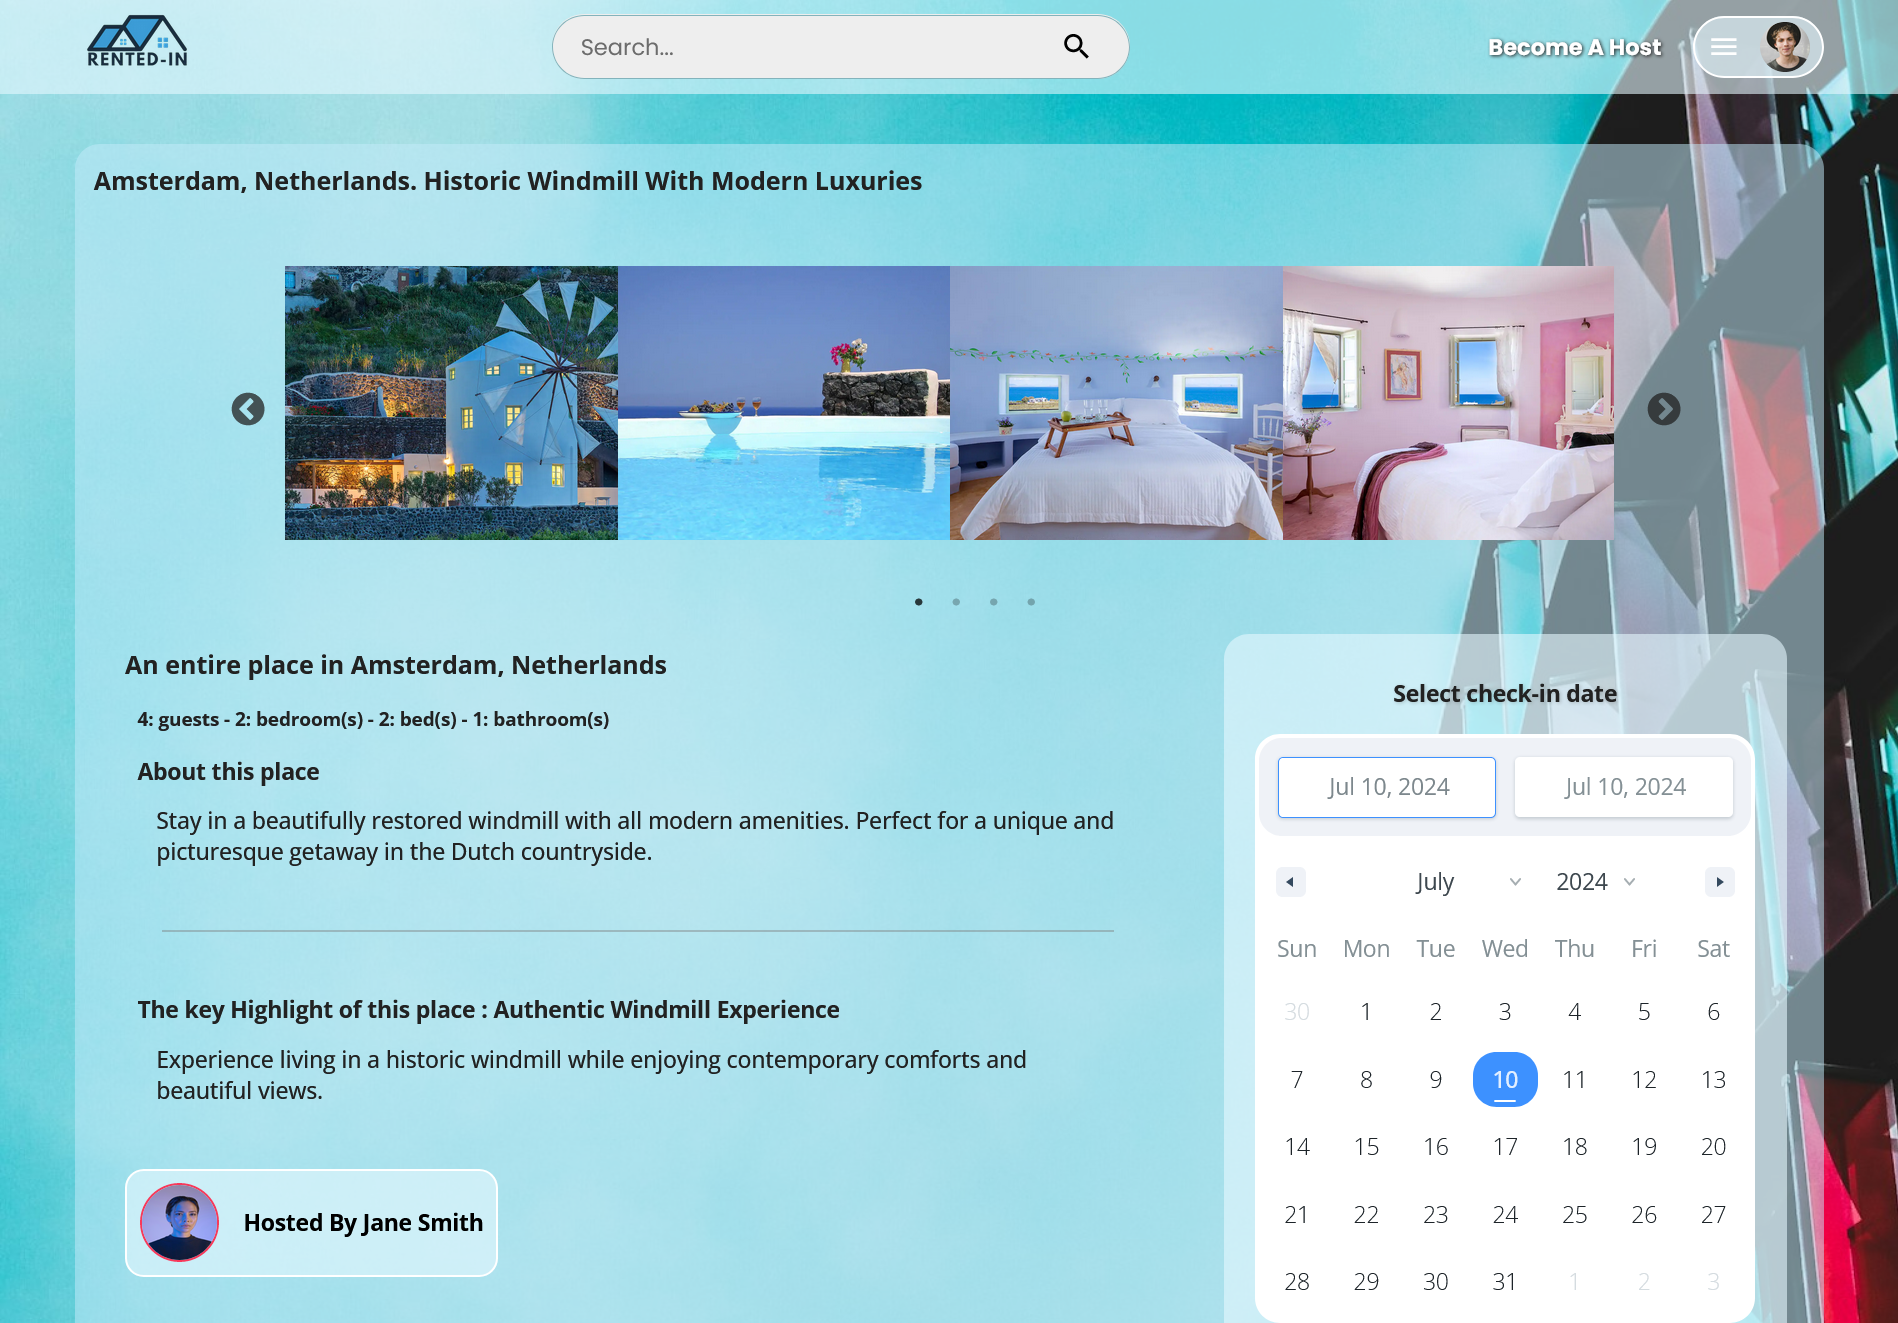 RENTED-IN
Search...
Become A Host
Amsterdam, Netherlands. Historic Windmill With Modern Luxuries
An entire place in Amsterdam, Netherlands
4: guests - 2: bedroom(s) - 2: bed(s) - 1: bathroom(s)
About this place
Stay in a beautifully restored windmill with all modern amenities. Perfect for a unique and
picturesque getaway in the Dutch countryside.
The key Highlight of this place : Authentic Windmill Experience
Experience living in a historic windmill while enjoying contemporary comforts and
beautiful views.
Hosted By Jane Smith
Select check-in date
Jul 10, 2024 Jul 10, 2024
July 2024
Sun Mon Tue Wed Thu Fri Sat
30 1 2 3 4 5 6
7 8 9 10 11 12 13
14 15 16 17 18 19 20
21 22 23 24 25 26 27
28 29 30 31 1 2 3